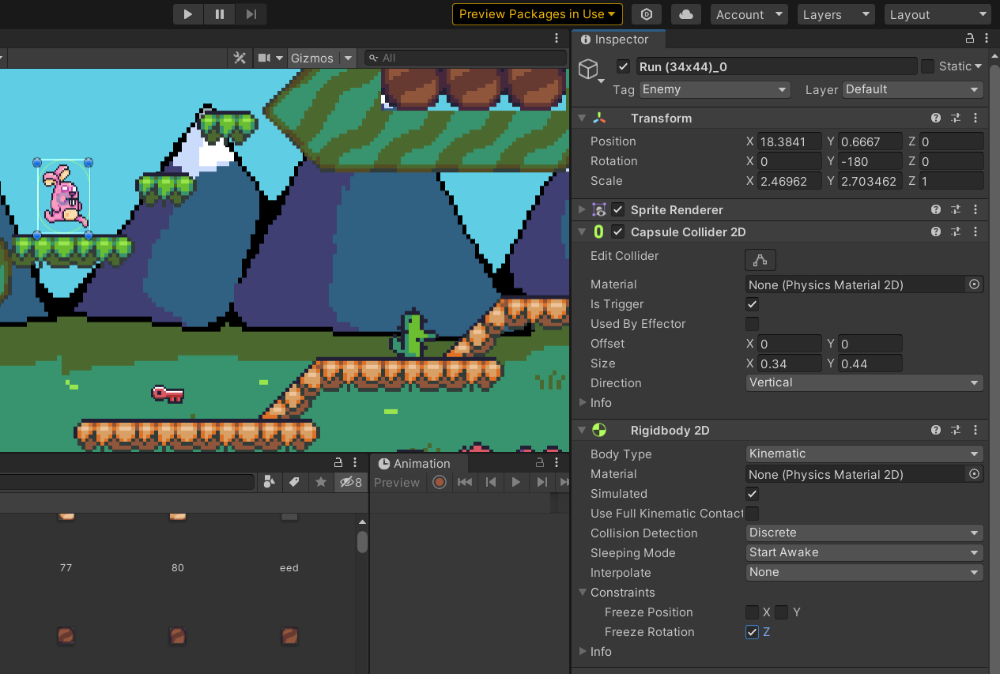 Preview Packages in Use
Account
Layers
Layout
Inspector
Gizmos
All
Run (34x44)_0
Static
Tag Enemy
Layer Default
Transform
Position X 18.3841 Y 0.6667 Z 0
Rotation X 0 Y -180 Z 0
Scale X 2.46962 Y 2.703462 Z 1
Sprite Renderer
Capsule Collider 2D
Edit Collider
Material None (Physics Material 2D)
Is Trigger
Used By Effector
Offset X 0 Y 0
Size X 0.34 Y 0.44
Direction Vertical
Info
Rigidbody 2D
Body Type Kinematic
Material None (Physics Material 2D)
Simulated
Use Full Kinematic Contact
Collision Detection Discrete
Sleeping Mode Start Awake
Interpolate None
Constraints
Freeze Position X Y
Freeze Rotation Z
Info
Animation
8
Preview
77
80
eed